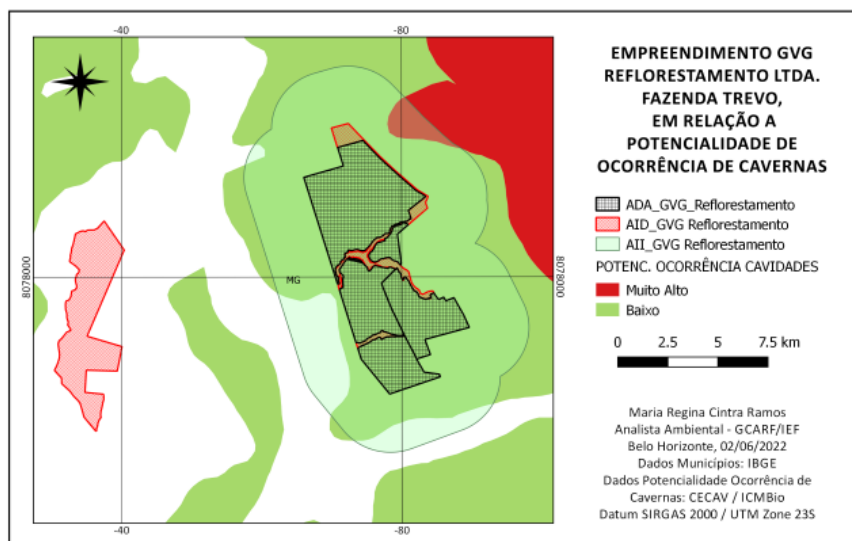 -40
-80
EMPREENDIMENTO GVG
REFLORESTAMENTO LTDA.
FAZENDA TREVO,
EM RELAÇÃO A
POTENCIALIDADE DE
OCORRÊNCIA DE CAVERNAS
ADA_GVG_Reflorestamento
AID_GVG Reflorestamento
AII_GVG Reflorestamento
POTENC. OCORRÊNCIA CAVIDADES
Muito Alto
Baixo
8078000
MG
8078000
0 2.5 5 7.5 km
Maria Regina Cintra Ramos
Analista Ambiental - GCARF/IEF
Belo Horizonte, 02/06/2022
Dados Municípios: IBGE
Dados Potencialidade Ocorrência de
Cavernas: CECAV / ICMBio
Datum SIRGAS 2000 / UTM Zone 23S
-40
-80